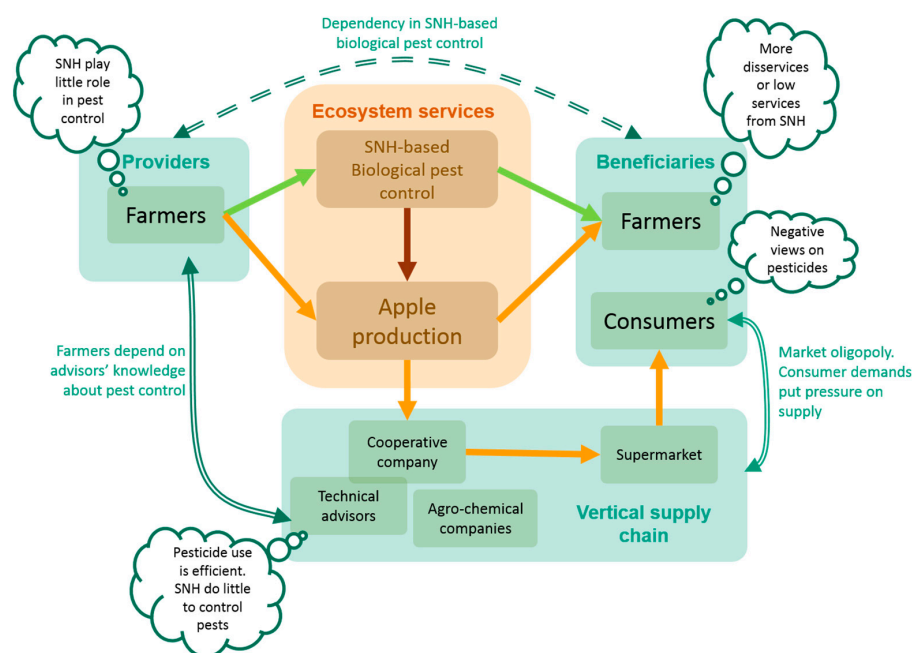 Dependency in SNH-based
biological pest control
SNH play
little role
in pest
control
More
disservices
or low
services
from SNH
Ecosystem services
Providers
SNH-based
Biological pest
control
Beneficiaries
Farmers
Farmers
Negative
views on
pesticides
Apple
production
Consumers
Farmers depend on
advisors’ knowledge
about pest control
Market oligopoly.
Consumer demands
put pressure on
supply
Cooperative
company
Supermarket
Technical
advisors
Agro-chemical
companies
Vertical supply
chain
Pesticide use
is efficient.
SNH do little
to control
pests